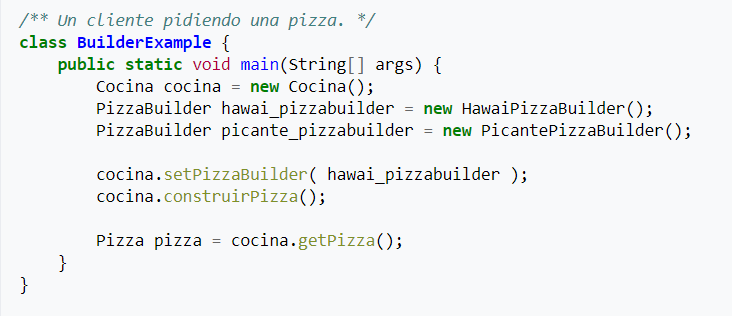 /** Un cliente pidiendo una pizza. */
class BuilderExample {
    public static void main(String[] args) {
        Cocina cocina = new Cocina();
        PizzaBuilder hawai_pizzabuilder = new HawaiPizzaBuilder();
        PizzaBuilder picante_pizzabuilder = new PicantePizzaBuilder();

        cocina.setPizzaBuilder( hawai_pizzabuilder );
        cocina.construirPizza();

        Pizza pizza = cocina.getPizza();
    }
}